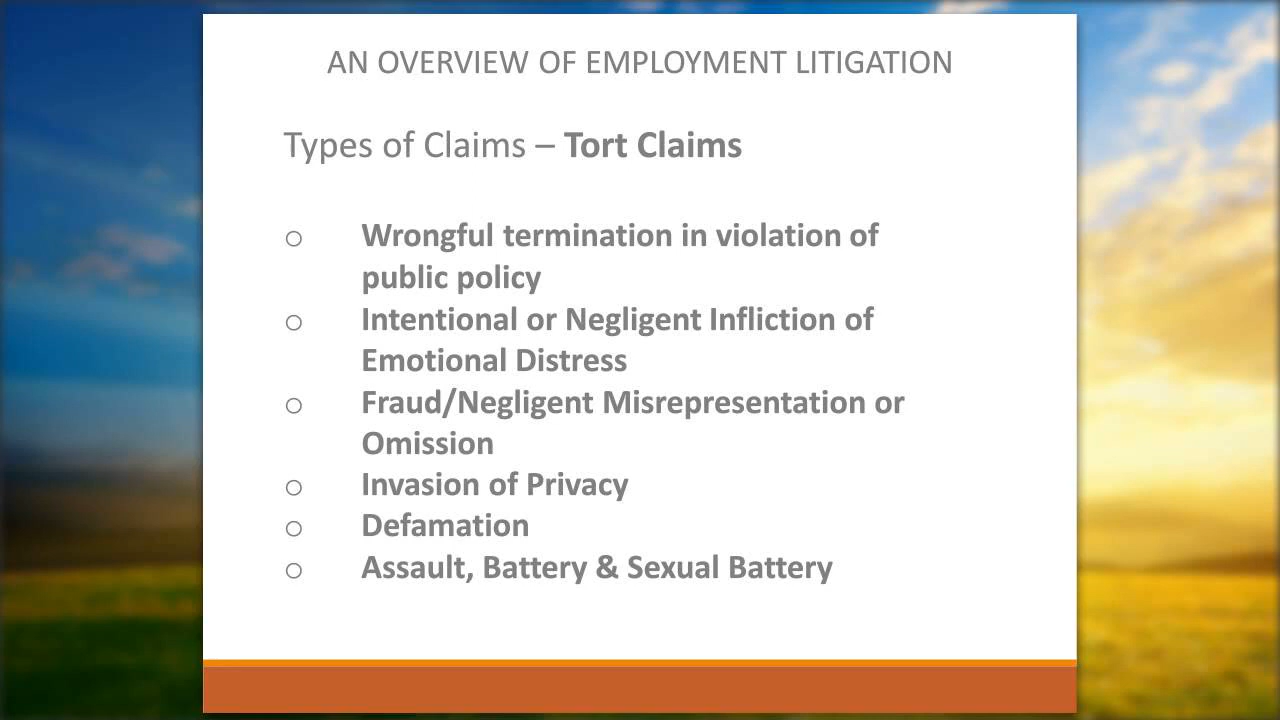 AN OVERVIEW OF EMPLOYMENT LITIGATION
Types of Claims – Tort Claims
o Wrongful termination in violation of
public policy
o Intentional or Negligent Infliction of
Emotional Distress
o Fraud/Negligent Misrepresentation or
Omission
o Invasion of Privacy
o Defamation
o Assault, Battery & Sexual Battery